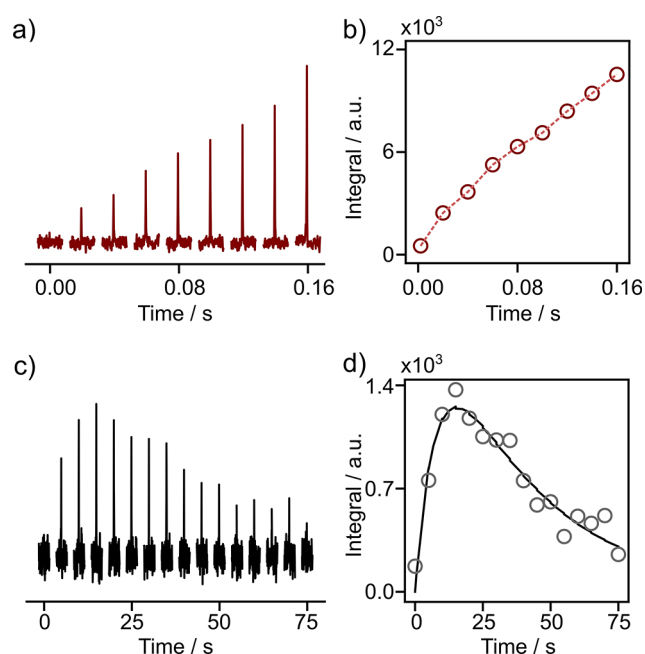 a)
0.00 0.08 0.16
Time / s
b)
x10³
12
6
0
Integral / a.u.
0.00 0.08 0.16
Time / s
c)
0 25 50 75
Time / s
d)
x10³
1.4
0.7
0.0
Integral / a.u.
0 25 50 75
Time / s